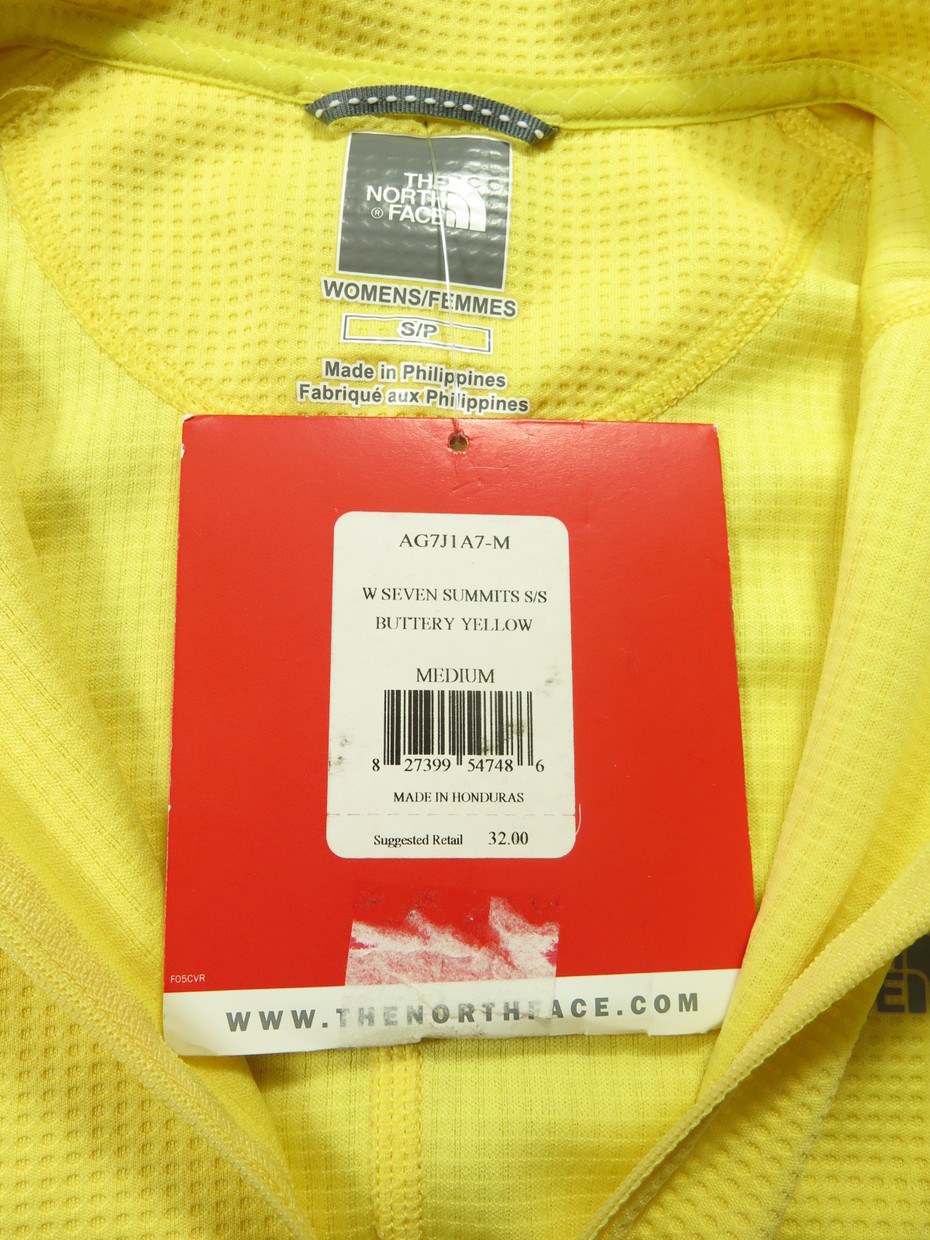 THE
NORTH
® FACE
WOMENS/FEMMES
S/P
Made in Philippines
Fabriqué aux Philippines
AG7J1A7-M
W SEVEN SUMMITS S/S
BUTTERY YELLOW
MEDIUM
8 27399 54748 6
MADE IN HONDURAS
Suggested Retail 32.00
F05CVR
WWW.THENORTHFACE.COM
E